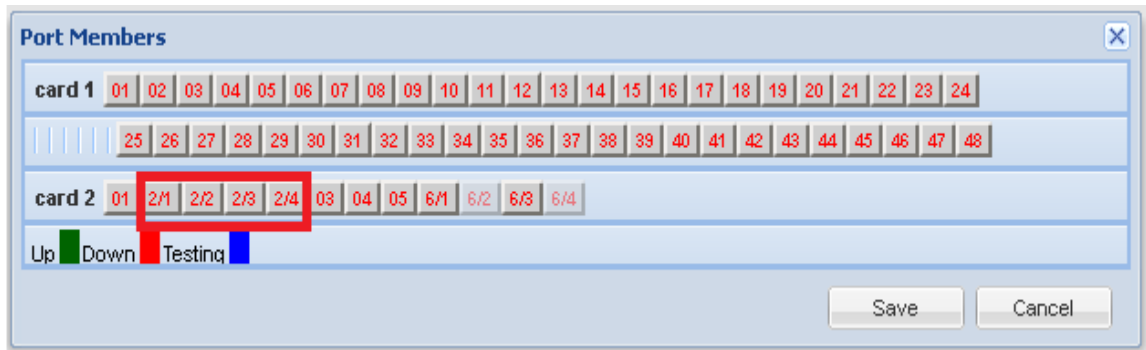 Port Members
card 1 01 02 03 04 05 06 07 08 09 10 11 12 13 14 15 16 17 18 19 20 21 22 23 24
25 26 27 28 29 30 31 32 33 34 35 36 37 38 39 40 41 42 43 44 45 46 47 48
card 2 01 2/1 2/2 2/3 2/4 03 04 05 6/1 6/2 6/3 6/4
Up Down Testing
Save Cancel